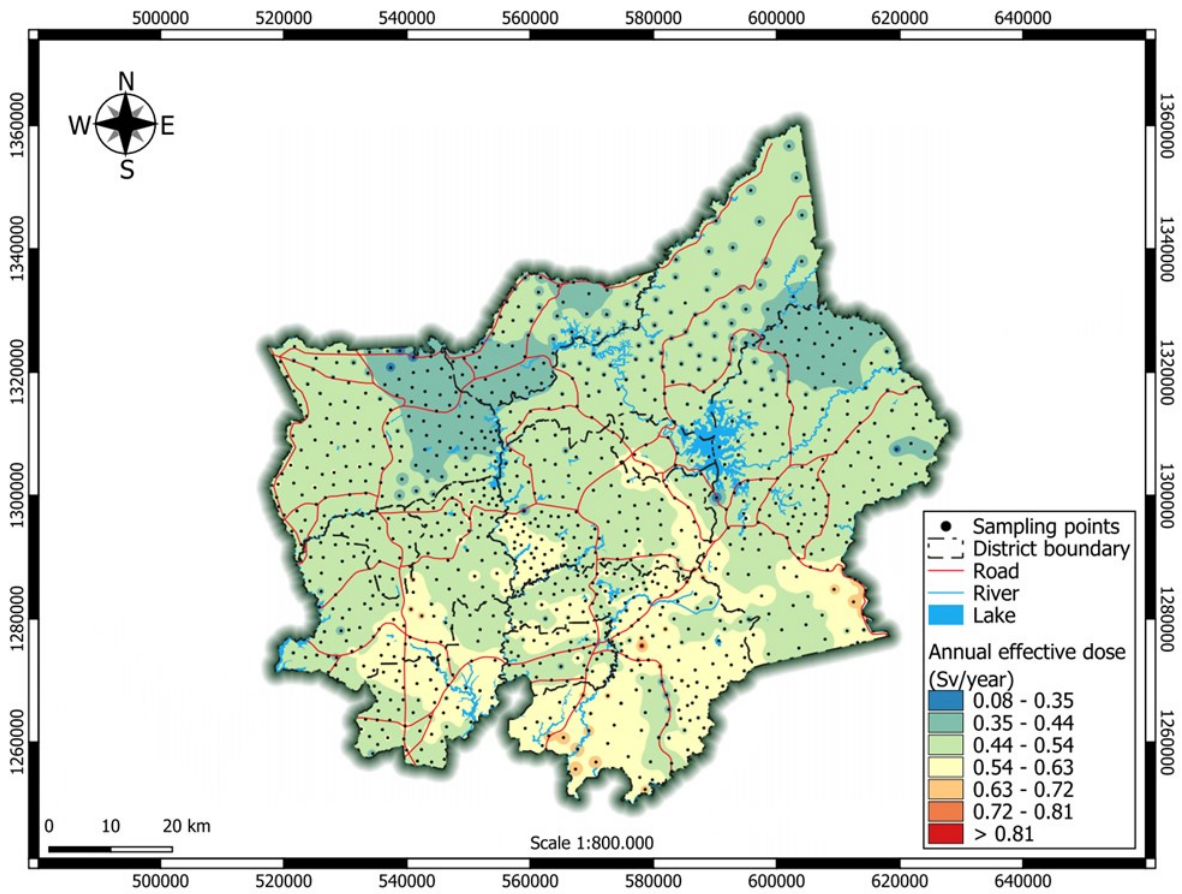 500000 520000 540000 560000 580000 600000 620000 640000
N
W E
S
1360000 1360000
1340000 1340000
1320000 1320000
1300000 1300000
1280000 1280000
1260000 1260000
Sampling points
District boundary
Road
River
Lake
Annual effective dose
(Sv/year)
0.08 - 0.35
0.35 - 0.44
0.44 - 0.54
0.54 - 0.63
0.63 - 0.72
0.72 - 0.81
> 0.81
0 10 20 km
Scale 1:800.000
500000 520000 540000 560000 580000 600000 620000 640000